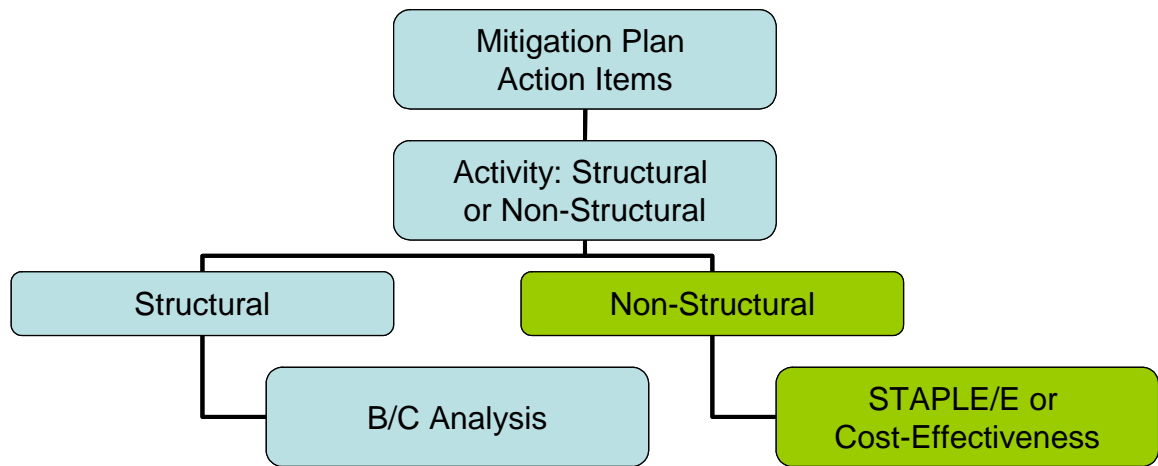 Mitigation Plan
Action Items
Activity: Structural
or Non-Structural
Structural
Non-Structural
B/C Analysis
STAPLE/E or
Cost-Effectiveness